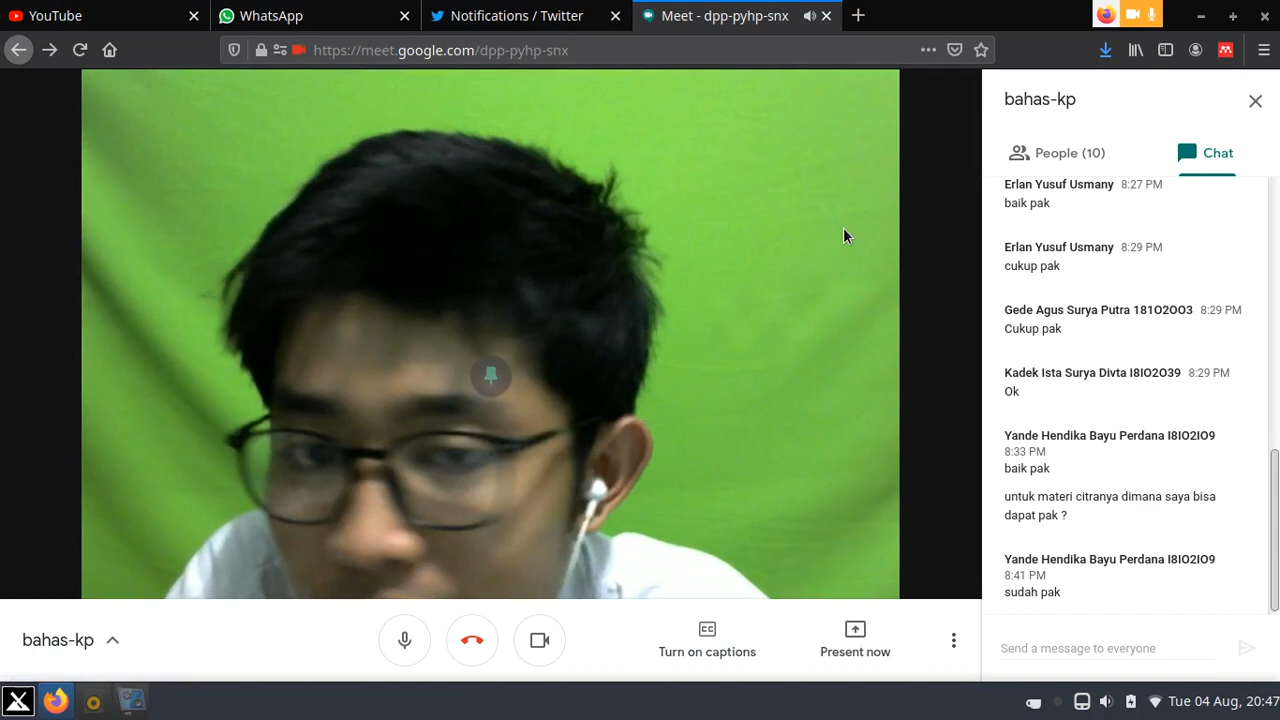 YouTube
WhatsApp
Notifications / Twitter
Meet - dpp-pyhp-snx
https://meet.google.com/dpp-pyhp-snx
bahas-kp
People (10)
Chat
Erlan Yusuf Usmany 8:27 PM
baik pak
Erlan Yusuf Usmany 8:29 PM
cukup pak
Gede Agus Surya Putra 181O2OO3 8:29 PM
Cukup pak
Kadek Ista Surya Divta I8IO2O39 8:29 PM
Ok
Yande Hendika Bayu Perdana I8IO2IO9
8:33 PM
baik pak
untuk materi citranya dimana saya bisa
dapat pak ?
Yande Hendika Bayu Perdana I8IO2IO9
8:41 PM
sudah pak
Send a message to everyone
bahas-kp
Turn on captions
Present now
Tue 04 Aug, 20:47